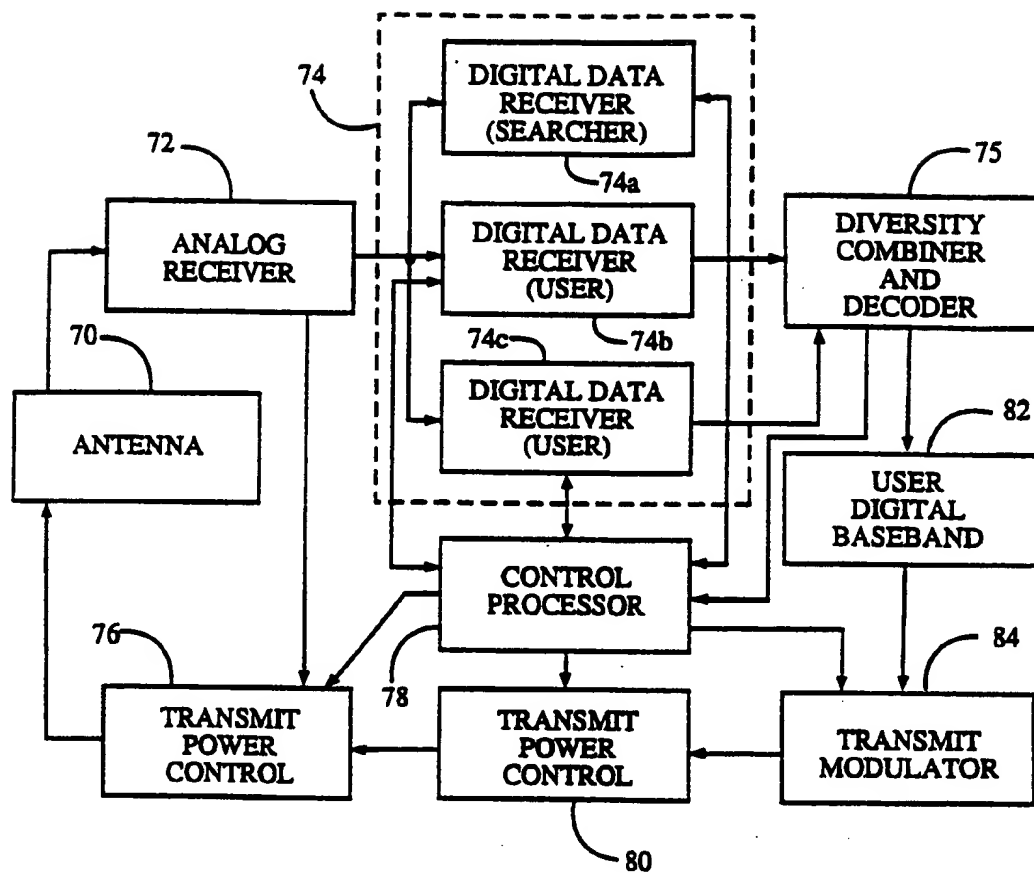 74
DIGITAL DATA
RECEIVER
(SEARCHER)
74a
72
ANALOG
RECEIVER
DIGITAL DATA
RECEIVER
(USER)
74b
75
DIVERSITY
COMBINER
AND
DECODER
70
ANTENNA
74c
DIGITAL DATA
RECEIVER
(USER)
82
USER
DIGITAL
BASEBAND
CONTROL
PROCESSOR
78
76
TRANSMIT
POWER
CONTROL
TRANSMIT
POWER
CONTROL
80
84
TRANSMIT
MODULATOR